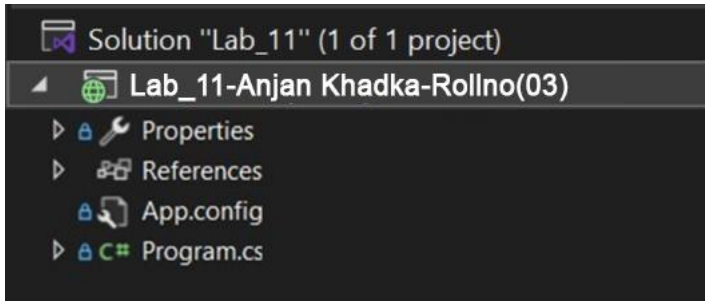 Solution "Lab_11" (1 of 1 project)
Lab_11-Anjan Khadka-Rollno(03)
Properties
References
App.config
C# Program.cs